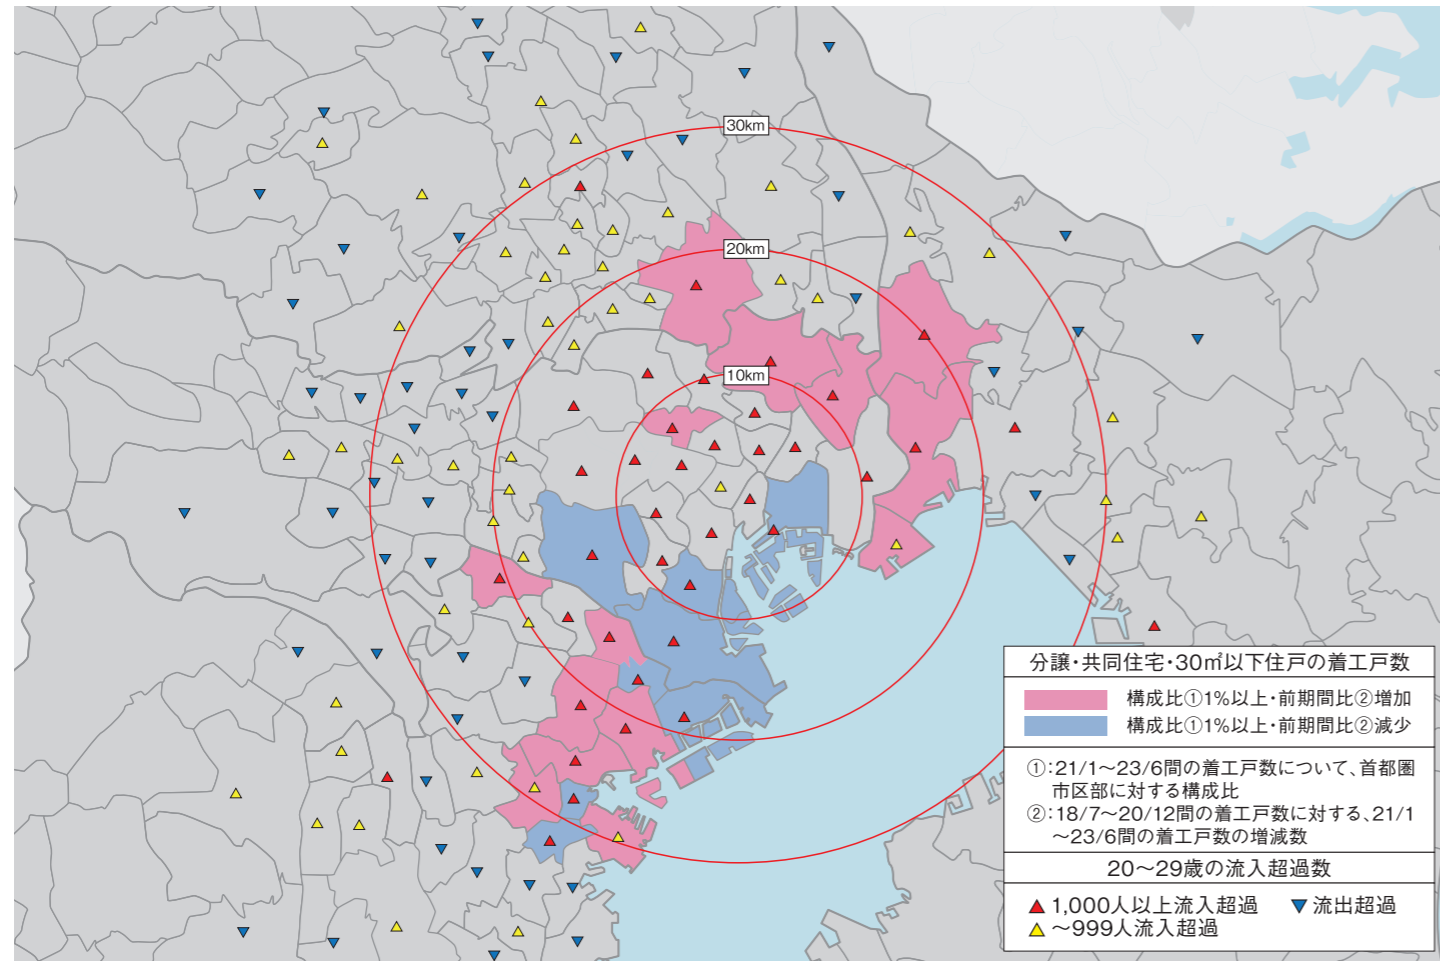 30km
20km
10km
分譲・共同住宅・30㎡以下住戸の着工戸数
構成比①1%以上・前期間比②増加
構成比①1%以上・前期間比②減少
①:21/1～23/6間の着工戸数について、首都圏
市区部に対する構成比
②:18/7～20/12間の着工戸数に対する、21/1
～23/6間の着工戸数の増減数
20～29歳の流入超過数
▲ 1,000人以上流入超過 ▼ 流出超過
▲ ～999人流入超過